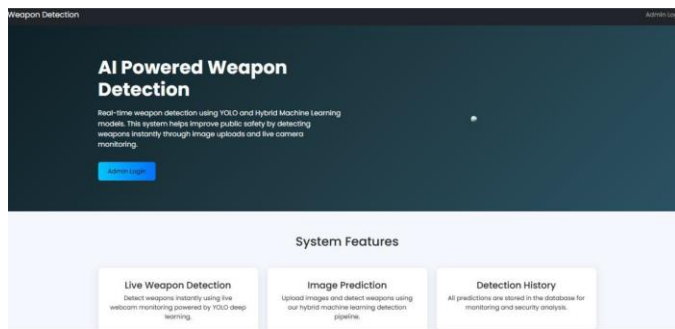 Weapon Detection
Admin Lo
AI Powered Weapon
Detection
Real-time weapon detection using YOLO and Hybrid Machine Learning
models. This system helps improve public safety by detecting
weapons instantly through image uploads and live camera
monitoring.
Admin Login
System Features
Live Weapon Detection
Detect weapons instantly using live
webcam monitoring powered by YOLO deep
learning.
Image Prediction
Upload images and detect weapons using
our hybrid machine learning detection
pipeline.
Detection History
All predictions are stored in the database for
monitoring and security analysis.